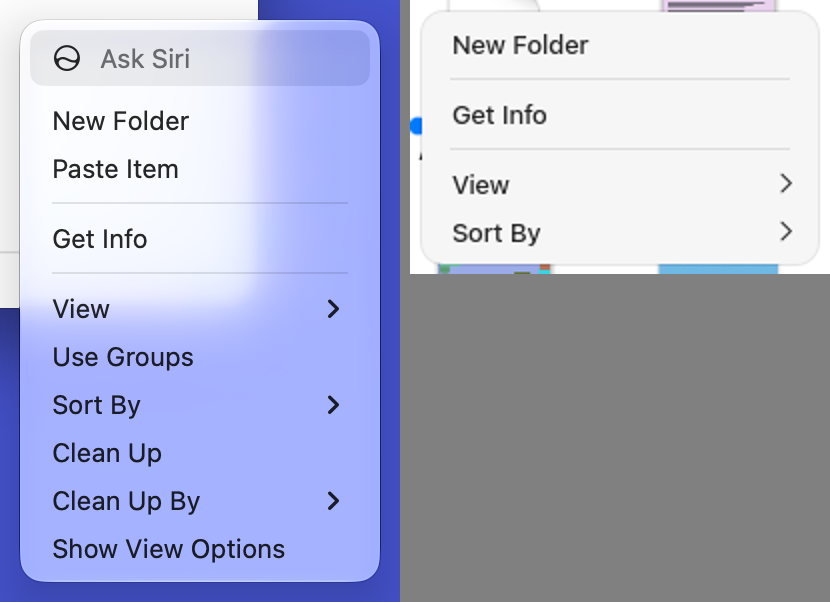 Ask Siri
New Folder
Paste Item
Get Info
View
Use Groups
Sort By
Clean Up
Clean Up By
Show View Options
New Folder
Get Info
View
Sort By